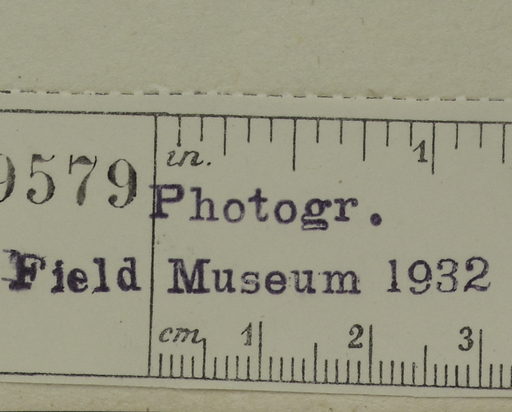 in. 1
9579
Photogr.
Field Museum 1932
cm 1 2 3